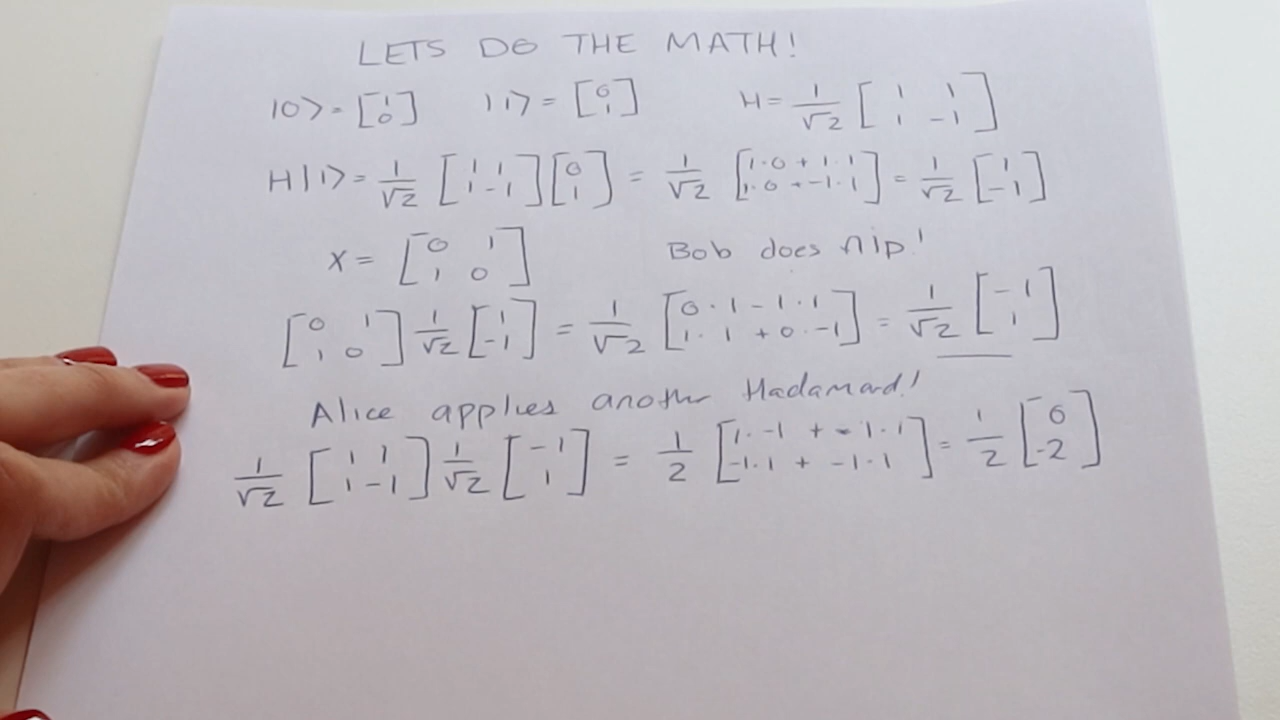 LETS DO THE MATH!
|0> = [1 0] |1> = [0 1] H = 1/√2 [1 1 1 -1]
H|1> = 1/√2 [1 1 1 -1] [0 1] = 1/√2 [1·0 + 1·1 1·0 + -1·1] = 1/√2 [1 -1]
X = [0 1 1 0] Bob does flip!
[0 1 1 0] 1/√2 [1 -1] = 1/√2 [0·1 - 1·1 1·1 + 0·-1] = 1/√2 [-1 1]
Alice applies another Hadamard!
1/√2 [1 1 1 -1] 1/√2 [-1 1] = 1/2 [1·-1 + 1·1 -1·1 + -1·1] = 1/2 [0 -2]